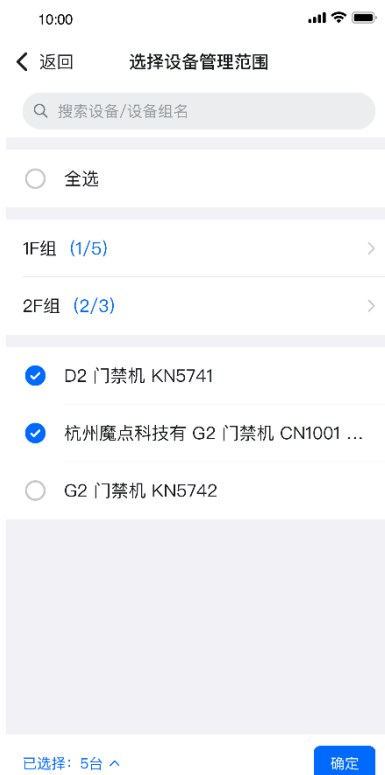 10:00
返回 选择设备管理范围
搜索设备/设备组名
全选
1F组 (1/5)
2F组 (2/3)
D2 门禁机 KN5741
杭州魔点科技有 G2 门禁机 CN1001 ...
G2 门禁机 KN5742
已选择：5台
确定